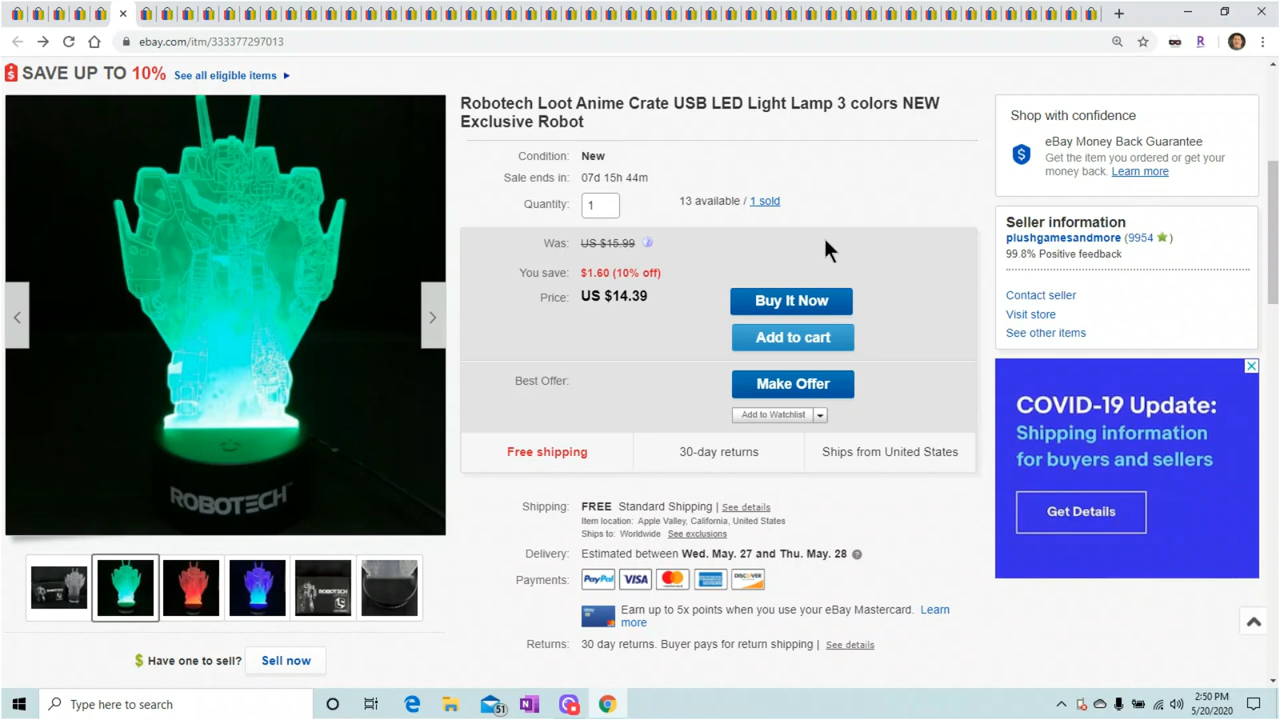 ebay.com/itm/333377297013
SAVE UP TO 10% See all eligible items
Robotech Loot Anime Crate USB LED Light Lamp 3 colors NEW
Exclusive Robot
Condition: New
Sale ends in: 07d 15h 44m
Quantity: 1 13 available / 1 sold
Was: US $15.99
You save: $1.60 (10% off)
Price: US $14.39
Buy It Now
Add to cart
Best Offer:
Make Offer
Add to Watchlist
Free shipping 30-day returns Ships from United States
Shipping: FREE Standard Shipping | See details
Item location: Apple Valley, California, United States
Ships to: Worldwide See exclusions
Delivery: Estimated between Wed. May. 27 and Thu. May. 28
Payments: PayPal VISA
Earn up to 5x points when you use your eBay Mastercard. Learn
more
Returns: 30 day returns. Buyer pays for return shipping | See details
ROBOTECH
ROBOTECH
$ Have one to sell? Sell now
Shop with confidence
eBay Money Back Guarantee
Get the item you ordered or get your
money back. Learn more
Seller information
plushgamesandmore (9954 )
99.8% Positive feedback
Contact seller
Visit store
See other items
COVID-19 Update:
Shipping information
for buyers and sellers
Get Details
Type here to search
51
2:50 PM
5/20/2020